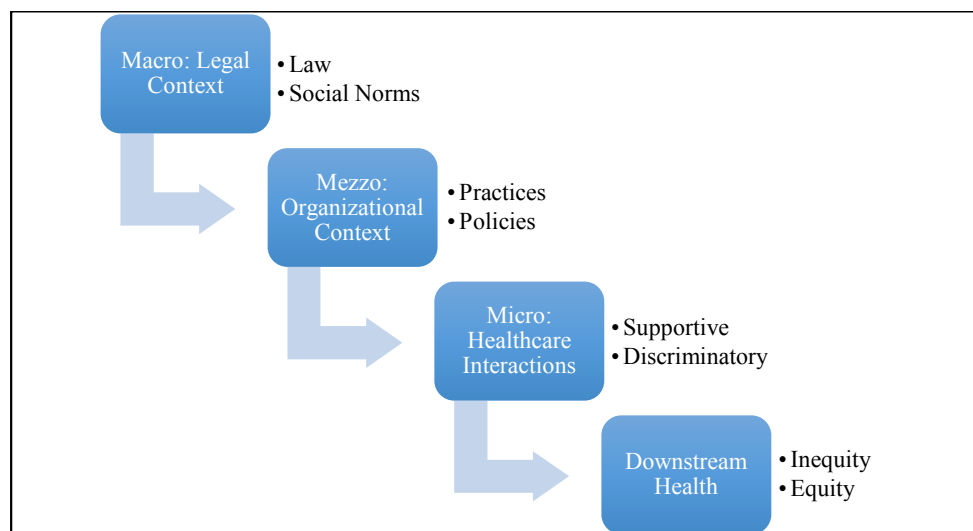 Macro: Legal
Context
• Law
• Social Norms
Mezzo:
Organizational
Context
• Practices
• Policies
Micro:
Healthcare
Interactions
• Supportive
• Discriminatory
Downstream
Health
• Inequity
• Equity